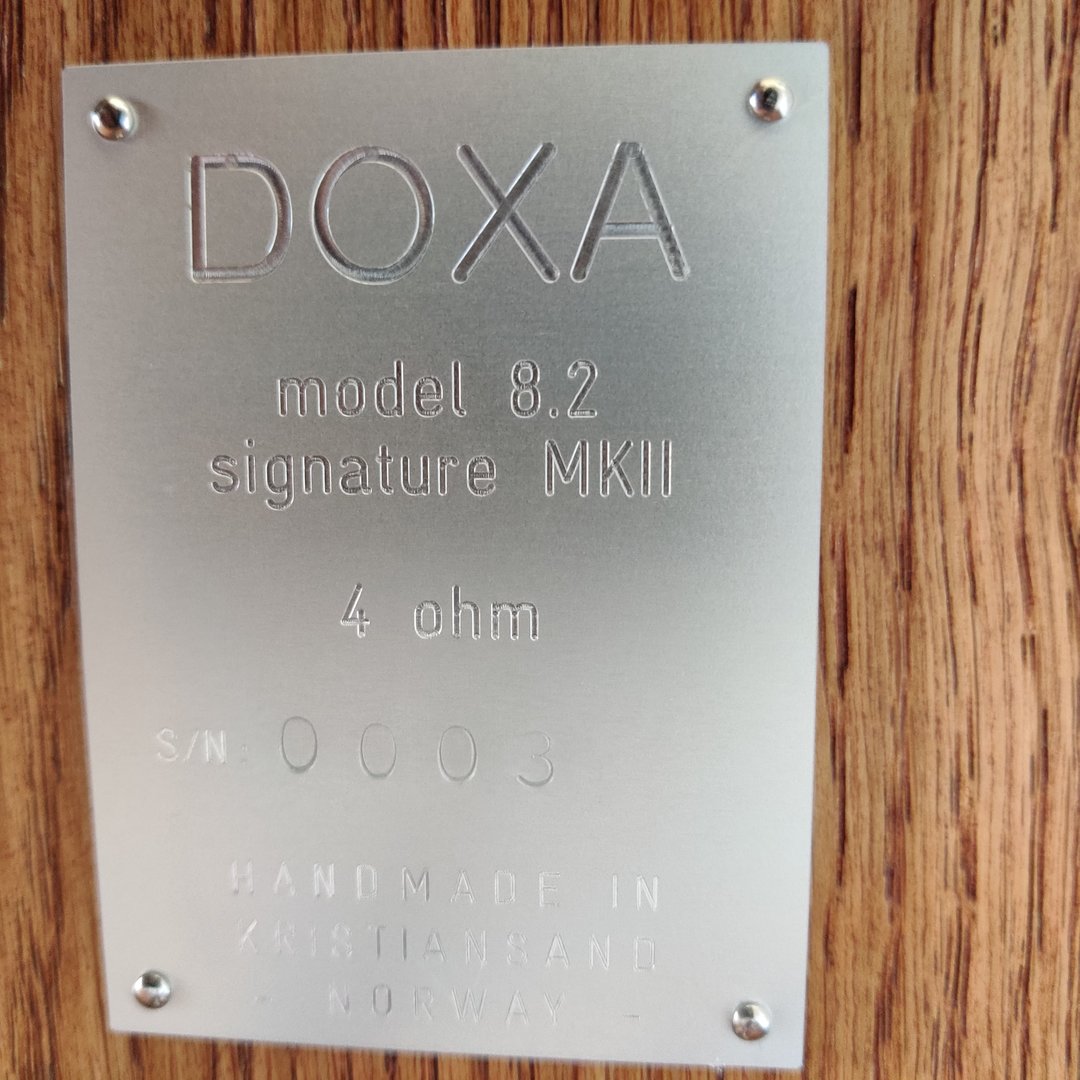 DOXA
model 8.2
signature MKII
4 ohm
S/N: 0003
HANDMADE IN
KRISTIANSAND
- NORWAY -